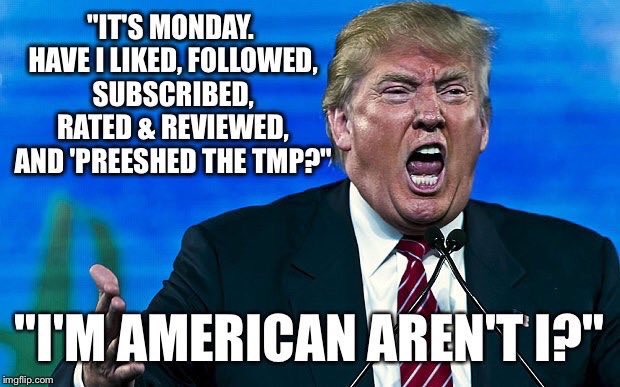 "IT'S MONDAY.
HAVE I LIKED, FOLLOWED,
SUBSCRIBED,
RATED & REVIEWED,
AND 'PREESHED THE TMP?"
"I'M AMERICAN AREN'T I?"
imgflip.com